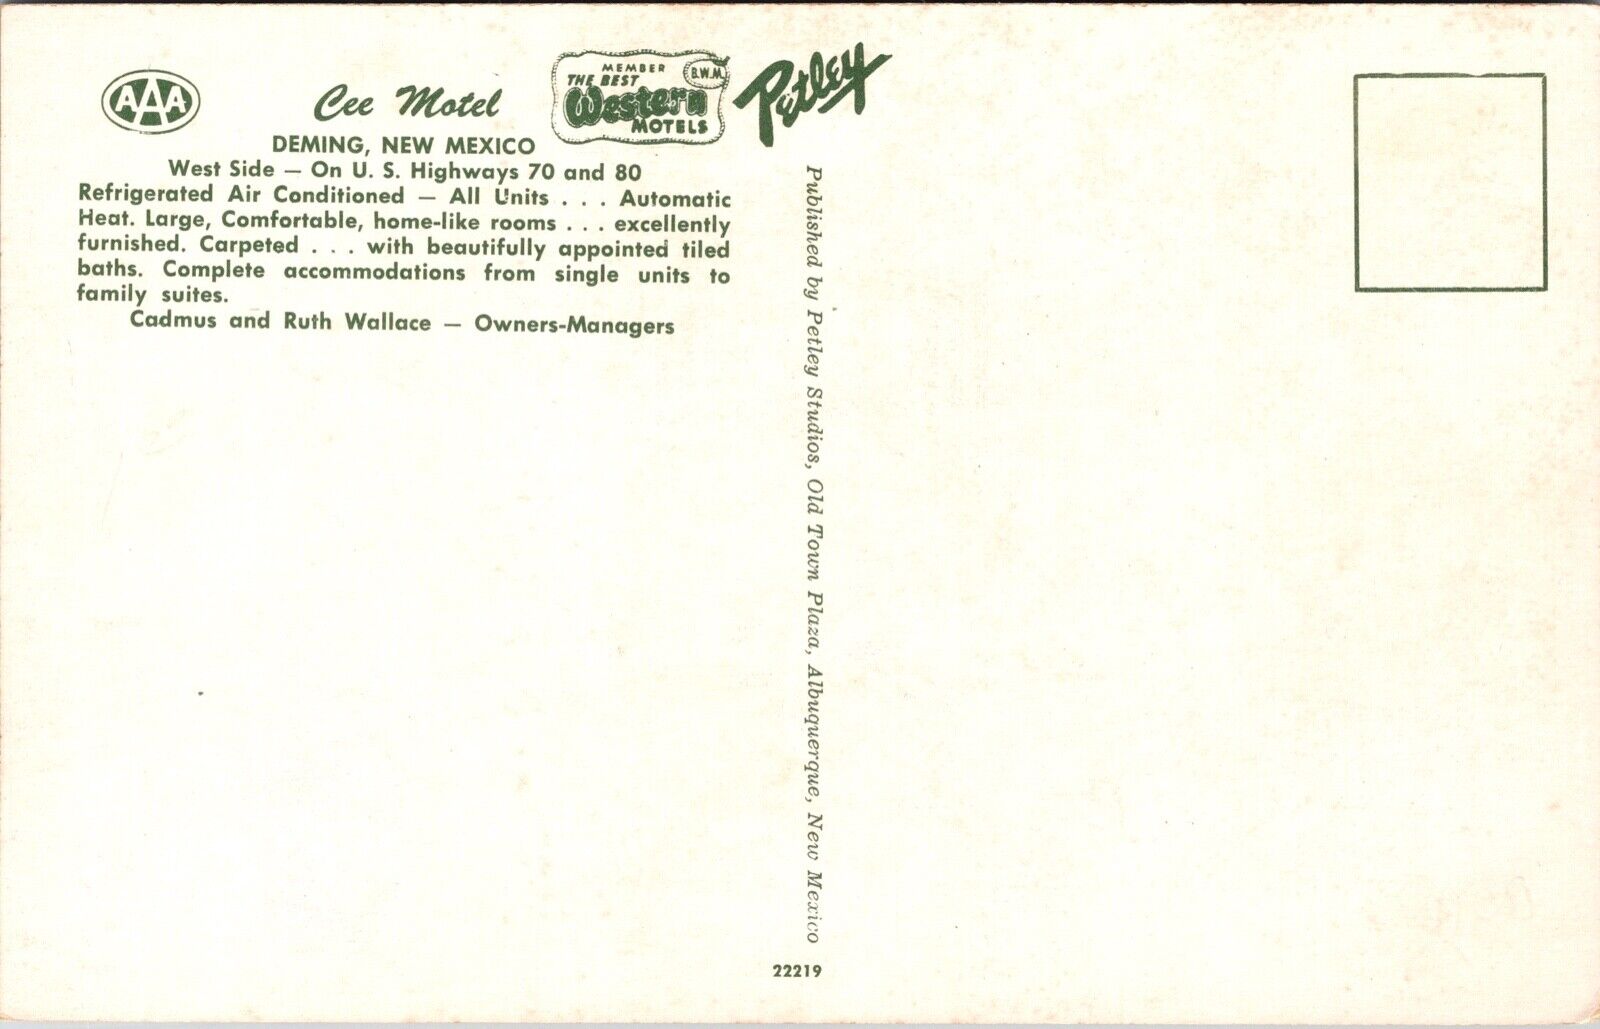 AAA
Cee Motel
MEMBER
THE BEST
Western
MOTELS
B.W.M.
Petley
DEMING, NEW MEXICO
West Side — On U. S. Highways 70 and 80
Refrigerated Air Conditioned — All Units . . . Automatic
Heat. Large, Comfortable, home-like rooms . . . excellently
furnished. Carpeted . . . with beautifully appointed tiled
baths. Complete accommodations from single units to
family suites.
Cadmus and Ruth Wallace — Owners-Managers
Published by Petley Studios, Old Town Plaza, Albuquerque, New Mexico
22219